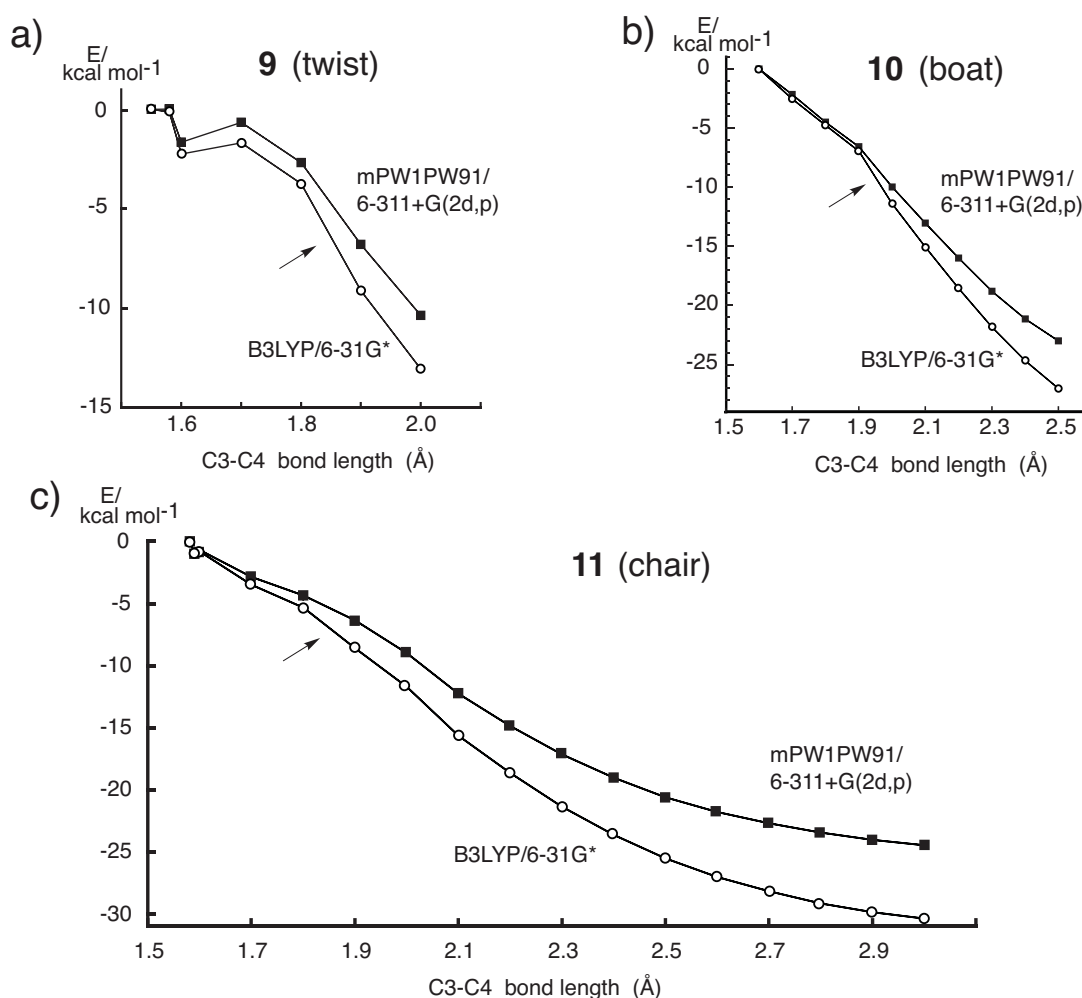 a)
E/
kcal mol-1
9 (twist)
0
-5
-10
-15
mPW1PW91/
6-311+G(2d,p)
B3LYP/6-31G*
1.6 1.8 2.0
C3-C4 bond length (Å)
b)
E/
kcal mol-1
10 (boat)
0
-5
-10
-15
-20
-25
mPW1PW91/
6-311+G(2d,p)
B3LYP/6-31G*
1.5 1.7 1.9 2.1 2.3 2.5
C3-C4 bond length (Å)
c)
E/
kcal mol-1
11 (chair)
0
-5
-10
-15
-20
-25
-30
mPW1PW91/
6-311+G(2d,p)
B3LYP/6-31G*
1.5 1.7 1.9 2.1 2.3 2.5 2.7 2.9
C3-C4 bond length (Å)